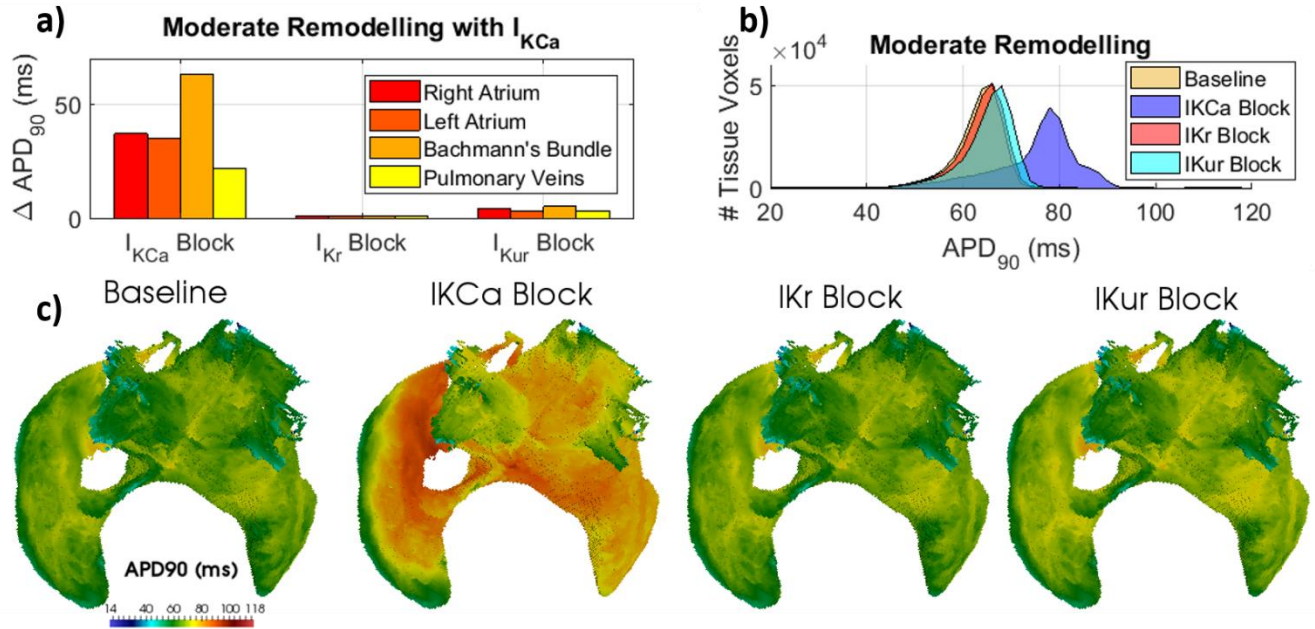 a)
Moderate Remodelling with I_KCa
Δ APD_90 (ms)
50
0
Right Atrium
Left Atrium
Bachmann's Bundle
Pulmonary Veins
I_KCa Block
I_Kr Block
I_Kur Block
b)
×10^4
Moderate Remodelling
# Tissue Voxels
5
0
Baseline
IKCa Block
IKr Block
IKur Block
20 40 60 80 100 120
APD_90 (ms)
c)
Baseline
IKCa Block
IKr Block
IKur Block
APD90 (ms)
14 40 60 80 100 118